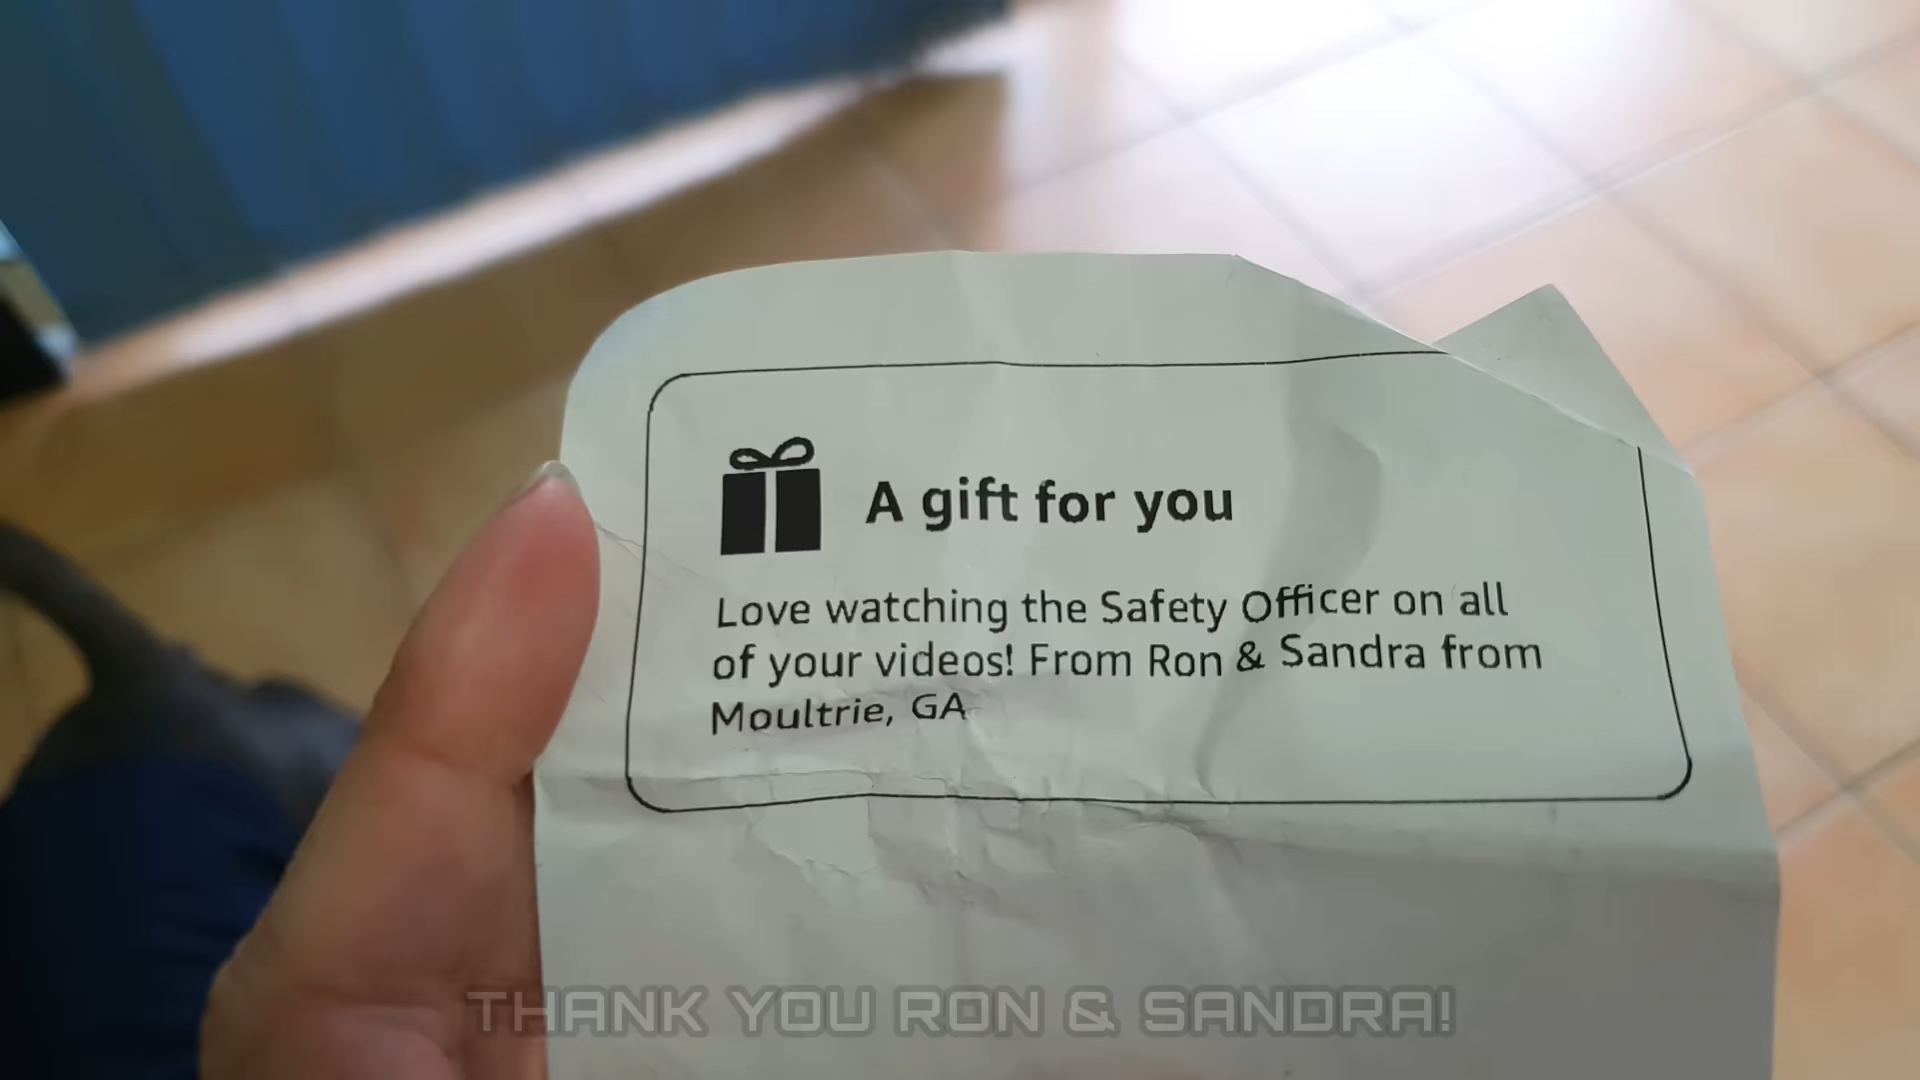 A gift for you
Love watching the Safety Officer on all
of your videos! From Ron & Sandra from
Moultrie, GA
THANK YOU RON & SANDRA!